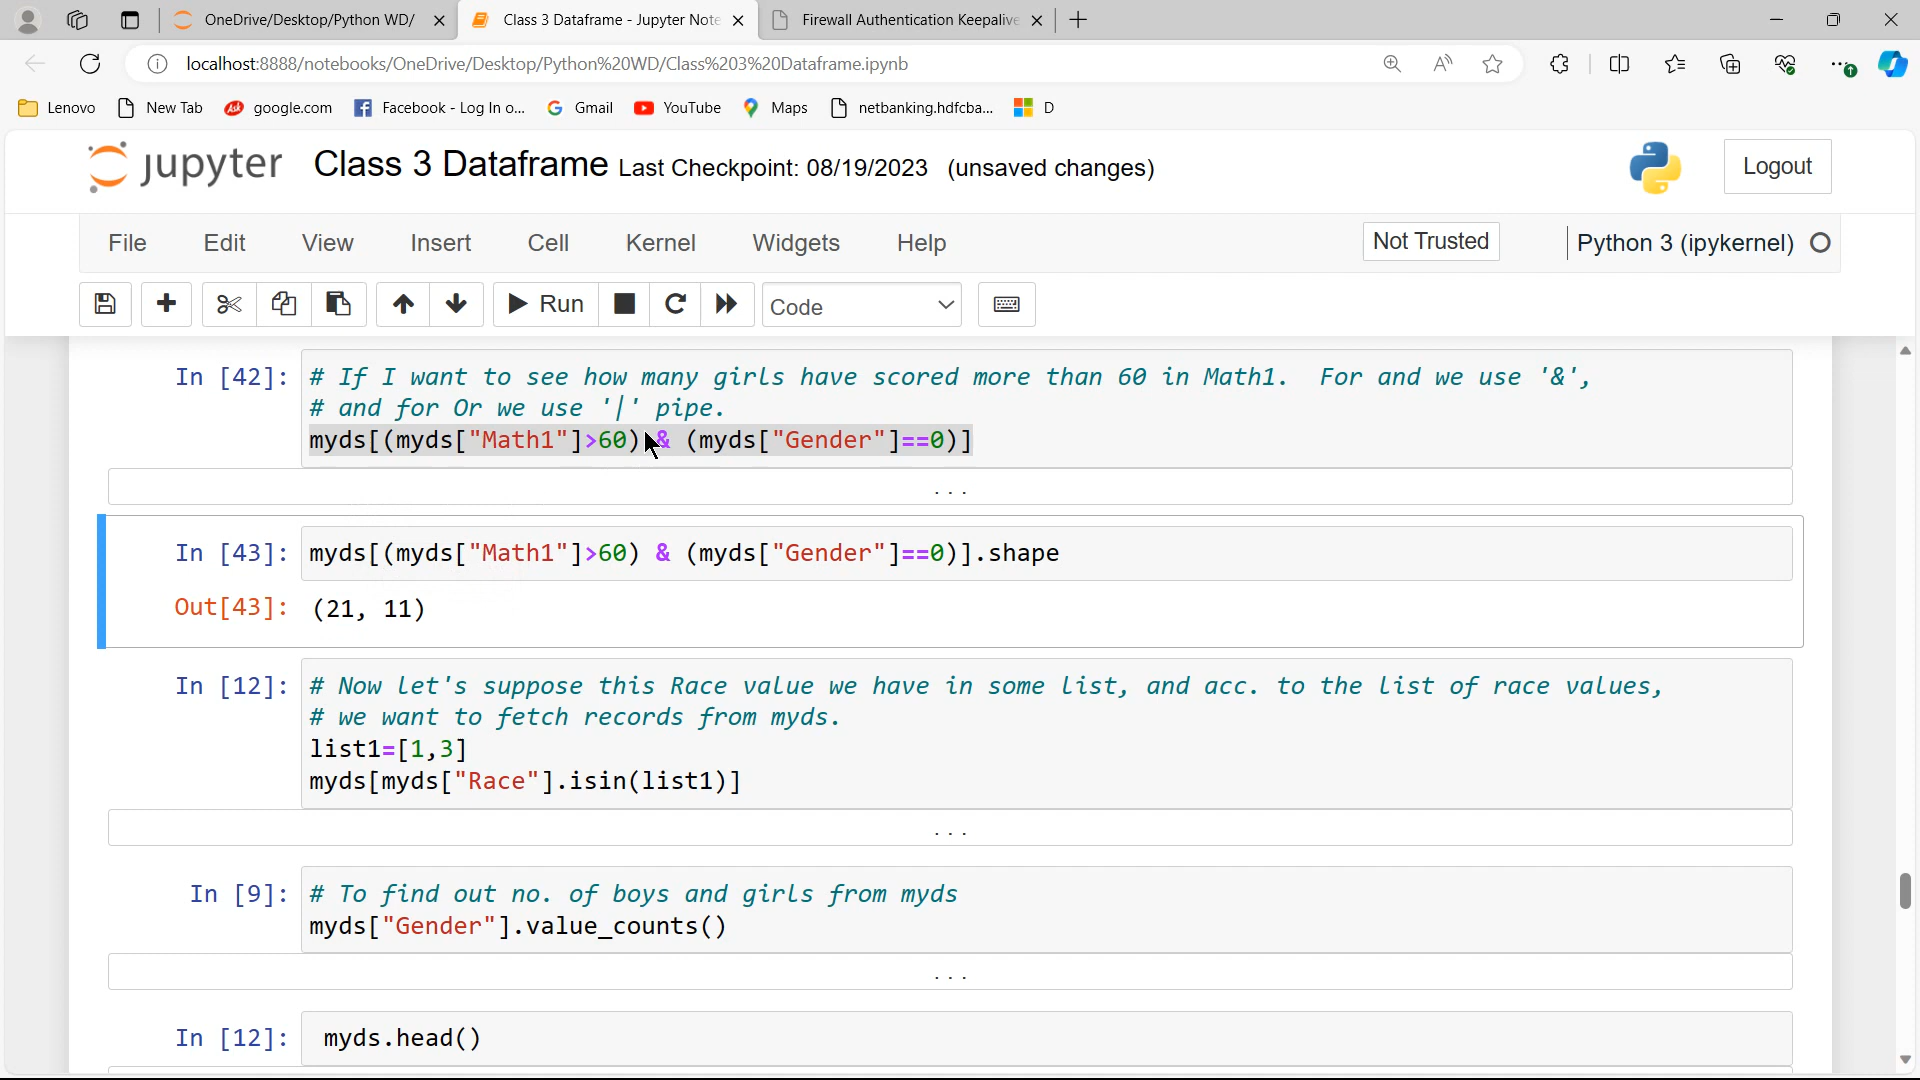 OneDrive/Desktop/Python WD/
Class 3 Dataframe - Jupyter Note
Firewall Authentication Keepalive
localhost:8888/notebooks/OneDrive/Desktop/Python%20WD/Class%203%20Dataframe.ipynb
Lenovo
New Tab
Ask
google.com
Facebook - Log In o...
Gmail
YouTube
Maps
netbanking.hdfcba...
D
jupyter
Class 3 Dataframe Last Checkpoint: 08/19/2023 (unsaved changes)
Logout
File
Edit
View
Insert
Cell
Kernel
Widgets
Help
Not Trusted
Python 3 (ipykernel)
Run
Code
In [42]:
# If I want to see how many girls have scored more than 60 in Math1.  For and we use '&',
# and for Or we use '|' pipe.
myds[(myds["Math1"]>60) & (myds["Gender"]==0)]
...
In [43]:
myds[(myds["Math1"]>60) & (myds["Gender"]==0)].shape
Out[43]:
(21, 11)
In [12]:
# Now let's suppose this Race value we have in some list, and acc. to the list of race values,
# we want to fetch records from myds.
list1=[1,3]
myds[myds["Race"].isin(list1)]
...
In [9]:
# To find out no. of boys and girls from myds
myds["Gender"].value_counts()
...
In [12]:
myds.head()